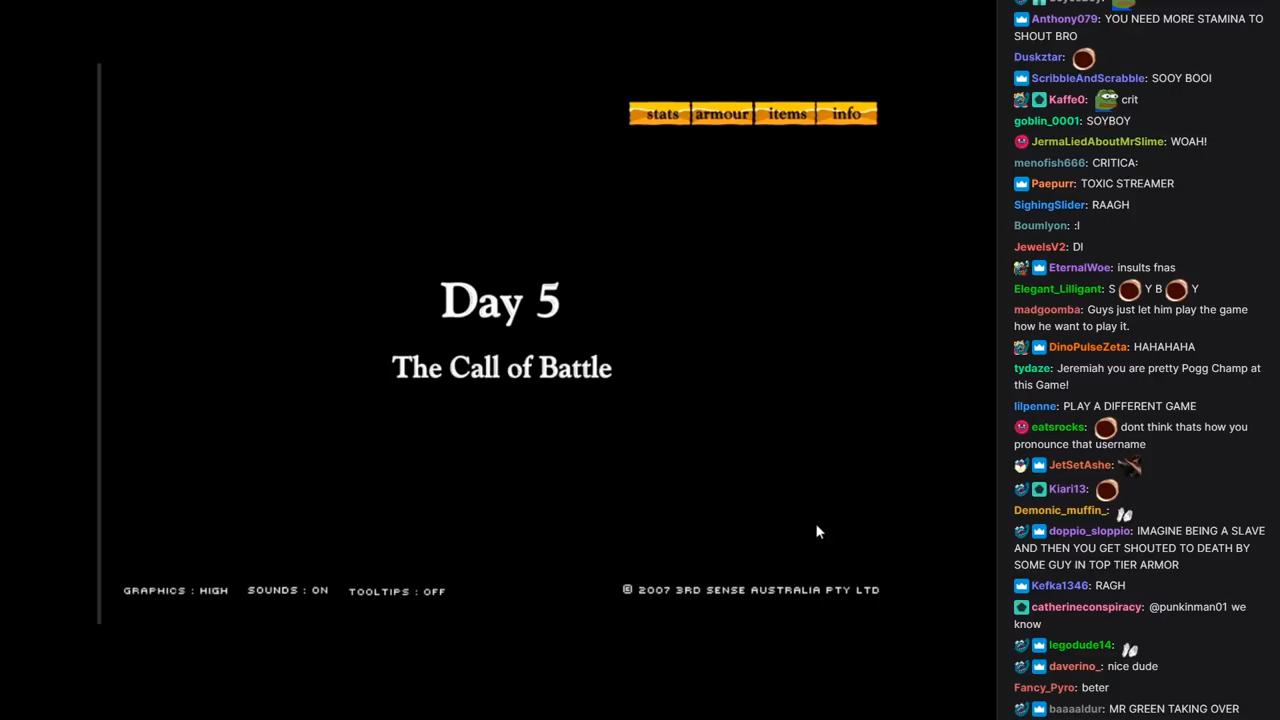 stats armour items info
Day 5
The Call of Battle
GRAPHICS : HIGH SOUNDS : ON TOOLTIPS : OFF
© 2007 3RD SENSE AUSTRALIA PTY LTD
Anthony079: YOU NEED MORE STAMINA TO
SHOUT BRO
Duskztar:
ScribbleAndScrabble: SOOY BOOI
Kaffe0: crit
goblin_0001: SOYBOY
JermaLiedAboutMrSlime: WOAH!
menofish666: CRITICA:
Paepurr: TOXIC STREAMER
SighingSlider: RAAGH
Boumlyon: :l
JewelsV2: DI
EternalWoe: insults fnas
Elegant_Lilligant: S Y B Y
madgoomba: Guys just let him play the game
how he want to play it.
DinoPulseZeta: HAHAHAHA
tydaze: Jeremiah you are pretty Pogg Champ at
this Game!
lilpenne: PLAY A DIFFERENT GAME
eatsrocks: dont think thats how you
pronounce that username
JetSetAshe:
Kiari13:
Demonic_muffin_:
doppio_sloppio: IMAGINE BEING A SLAVE
AND THEN YOU GET SHOUTED TO DEATH BY
SOME GUY IN TOP TIER ARMOR
Kefka1346: RAGH
catherineconspiracy: @punkinman01 we
know
legodude14:
daverino_: nice dude
Fancy_Pyro: beter
baaaaldur: MR GREEN TAKING OVER